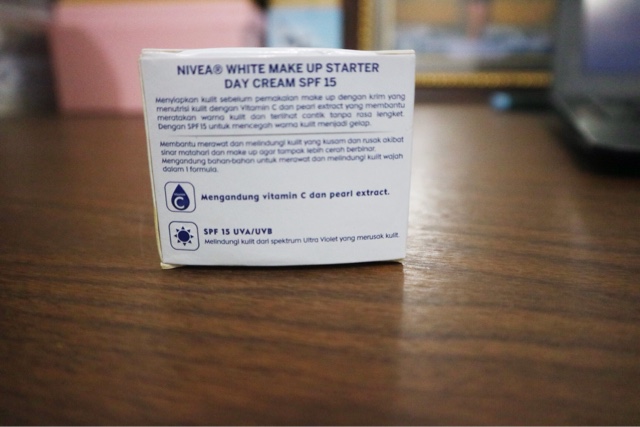 NIVEA® WHITE MAKE UP STARTER
DAY CREAM SPF 15
Menyiapkan kulit sebelum pemakaian make up dengan krim yang
menutrisi kulit dengan Vitamin C dan pearl extract yang membantu
meratakan warna kulit dan terlihat cantik tanpa rasa lengket.
Dengan SPF 15 untuk mencegah warna kulit menjadi gelap.
Membantu merawat dan melindungi kulit yang kusam dan rusak akibat
sinar matahari dan make up agar tampak lebih cerah berbinar.
Mengandung bahan-bahan untuk merawat dan melindungi kulit wajah
dalam 1 formula.
C
Mengandung vitamin C dan pearl extract.
SPF 15 UVA/UVB
Melindungi kulit dari spektrum Ultra Violet yang merusak kulit.